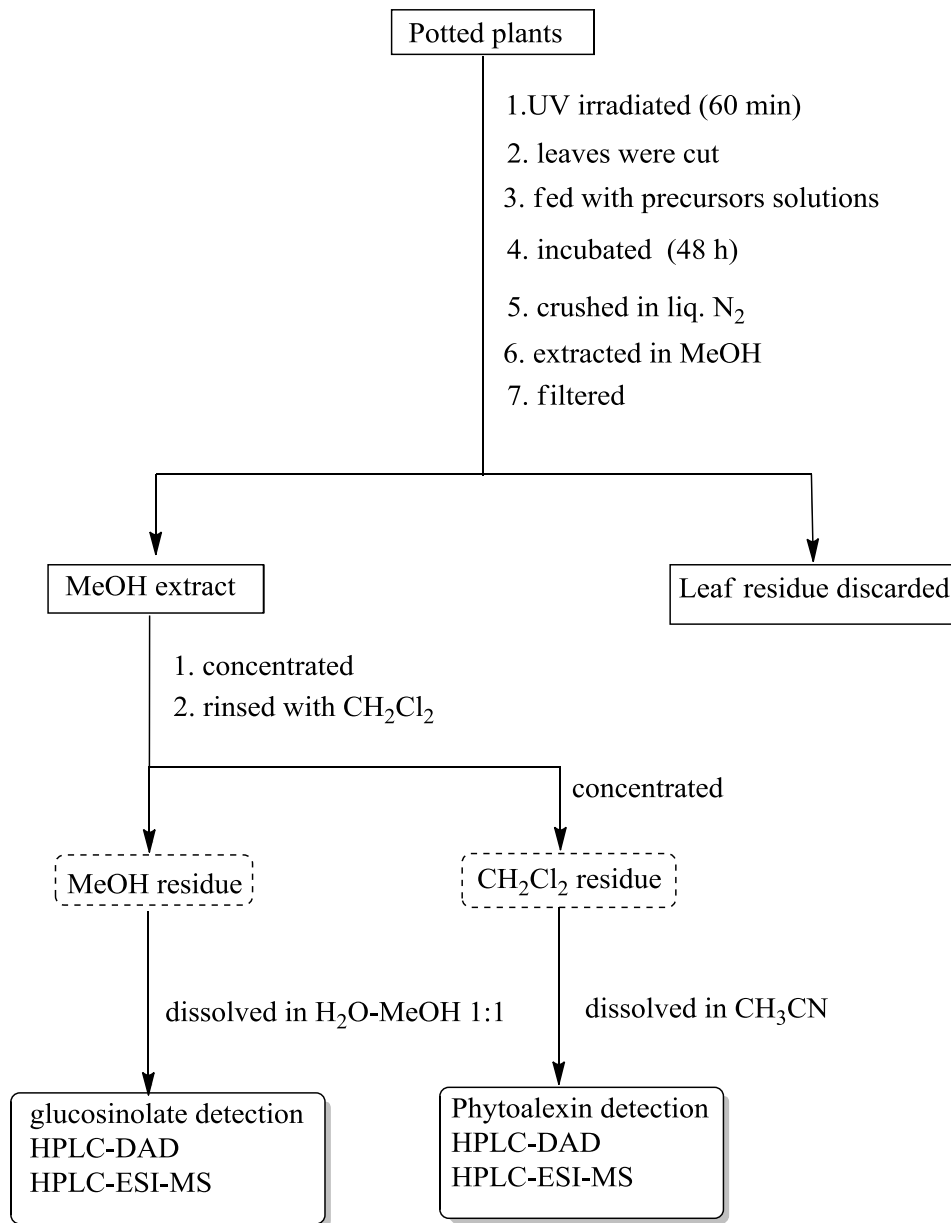 Potted plants
1.UV irradiated (60 min)
2. leaves were cut
3. fed with precursors solutions
4. incubated (48 h)
5. crushed in liq. N₂
6. extracted in MeOH
7. filtered
MeOH extract
Leaf residue discarded
1. concentrated
2. rinsed with CH₂Cl₂
concentrated
MeOH residue
CH₂Cl₂ residue
dissolved in H₂O-MeOH 1:1
dissolved in CH₃CN
glucosinolate detection
HPLC-DAD
HPLC-ESI-MS
Phytoalexin detection
HPLC-DAD
HPLC-ESI-MS